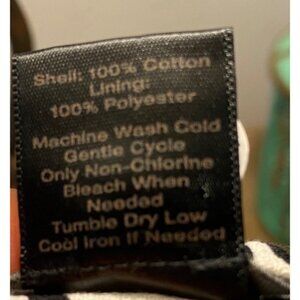 Shell: 100% Cotton
Lining:
100% Polyester
Machine Wash Cold
Gentle Cycle
Only Non-Chlorine
Bleach When
Needed
Tumble Dry Low
Cool Iron If Needed